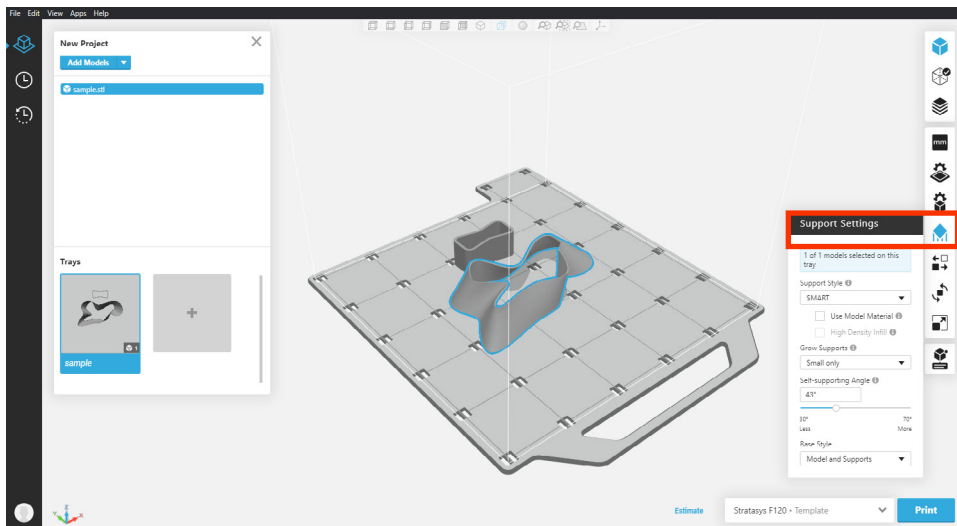 File Edit View Apps Help
New Project
Add Models
sample.stl
Trays
1
sample
mm
Support Settings
1 of 1 models selected on this
tray
Support Style
SMART
Use Model Material
High Density Infill
Grow Supports
Small only
Self-supporting Angle
43°
30° 70°
Less More
Base Style
Model and Supports
Estimate
Stratasys F120 • Template
Print